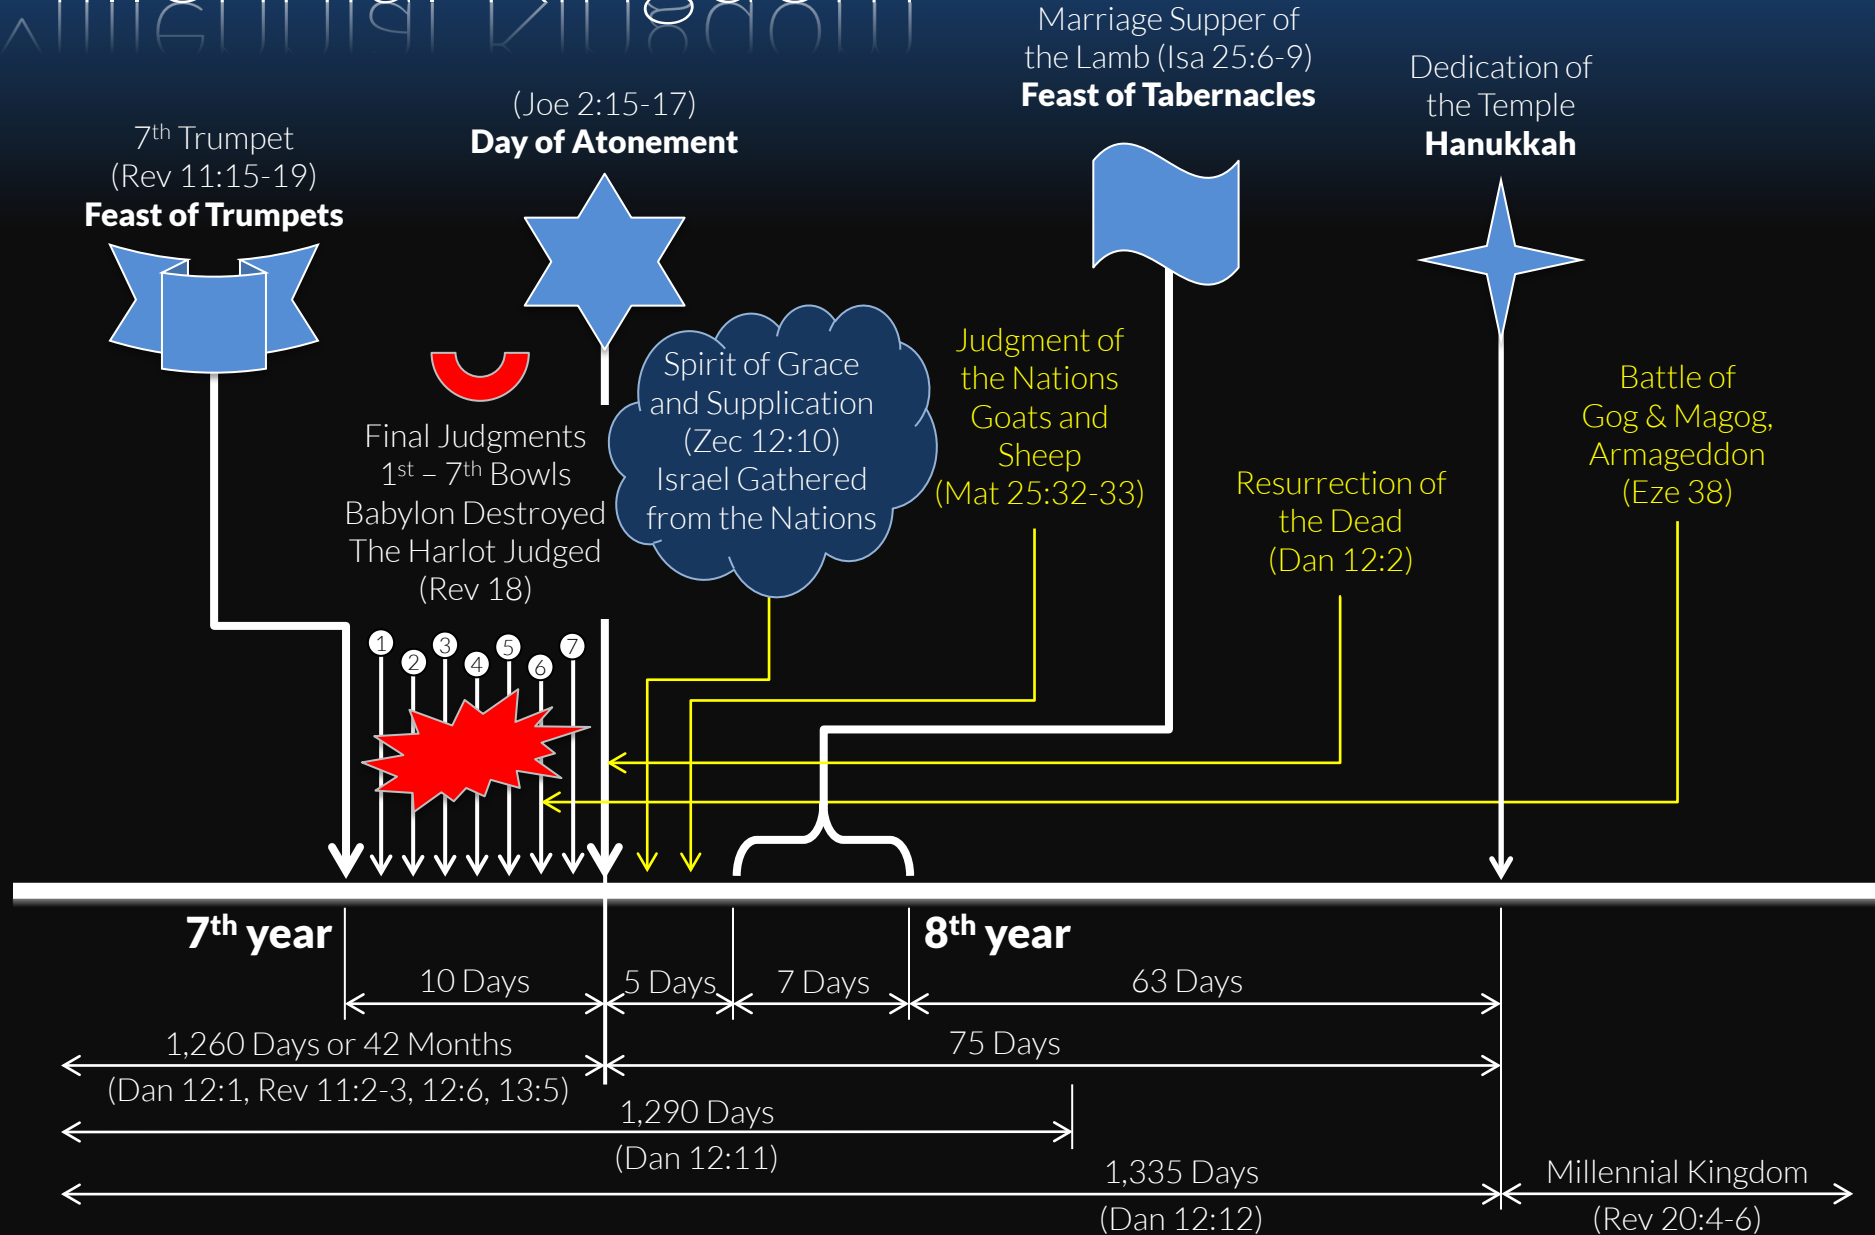 Marriage Supper of
the Lamb (Isa 25:6-9)
Feast of Tabernacles
Dedication of
the Temple
Hanukkah
(Joe 2:15-17)
Day of Atonement
7th Trumpet
(Rev 11:15-19)
Feast of Trumpets
Final Judgments
1st – 7th Bowls
Babylon Destroyed
The Harlot Judged
(Rev 18)
Spirit of Grace
and Supplication
(Zec 12:10)
Israel Gathered
from the Nations
Judgment of
the Nations
Goats and
Sheep
(Mat 25:32-33)
Resurrection of
the Dead
(Dan 12:2)
Battle of
Gog & Magog,
Armageddon
(Eze 38)
1
2
3
4
5
6
7
7th year
8th year
10 Days
5 Days
7 Days
63 Days
1,260 Days or 42 Months
(Dan 12:1, Rev 11:2-3, 12:6, 13:5)
75 Days
1,290 Days
(Dan 12:11)
1,335 Days
(Dan 12:12)
Millennial Kingdom
(Rev 20:4-6)